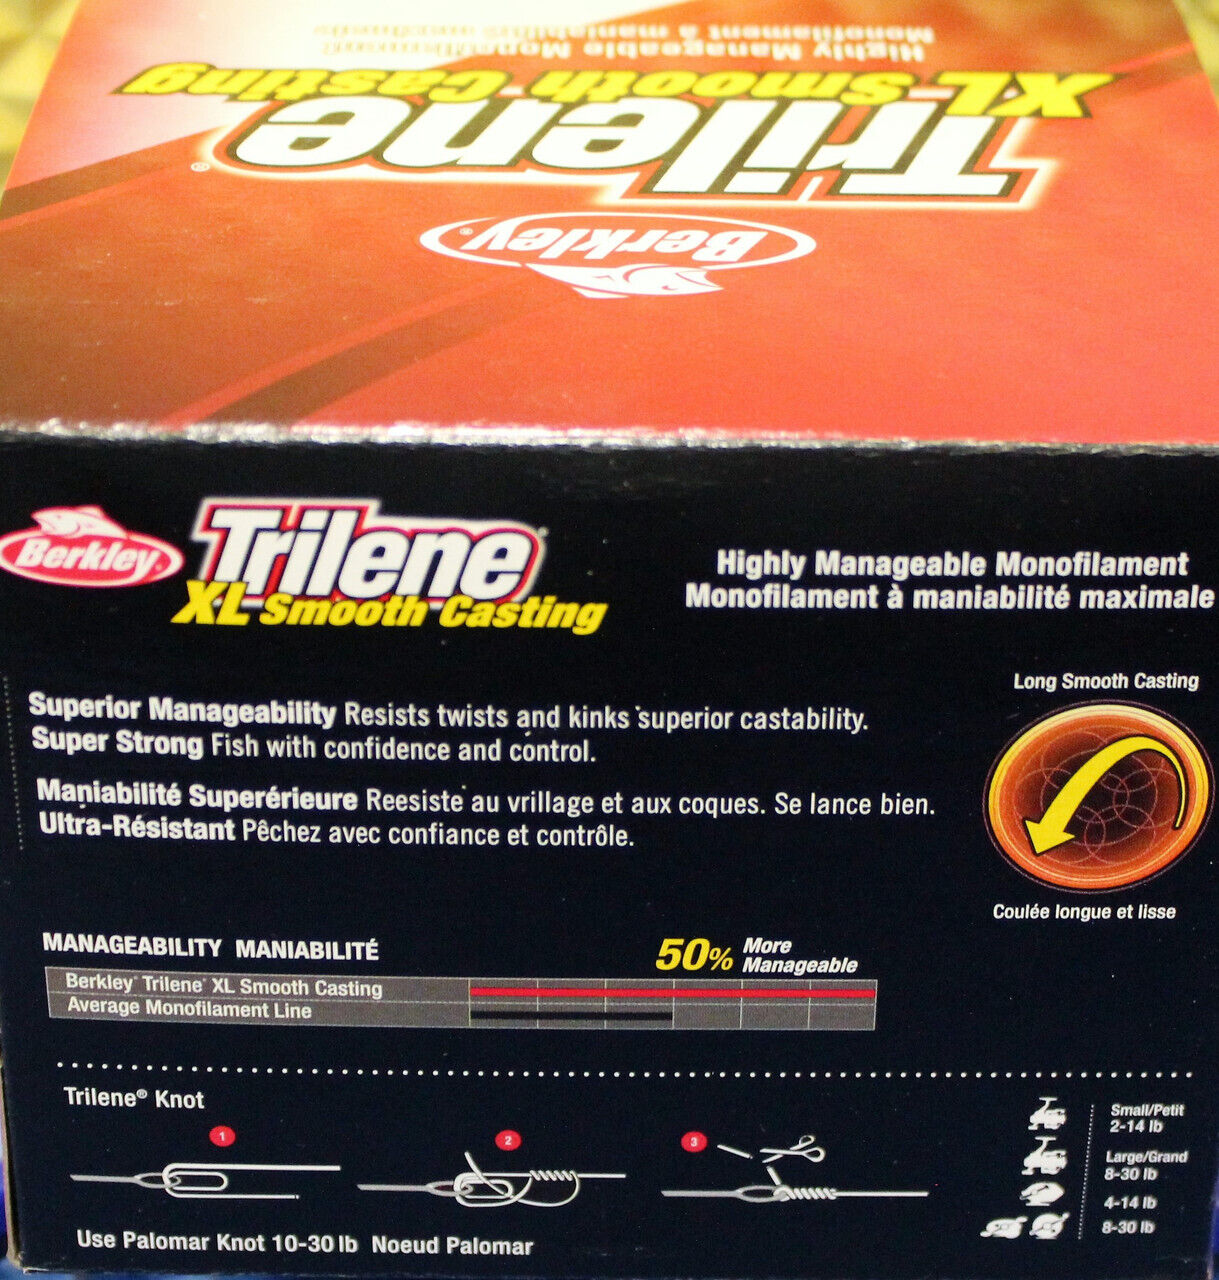 Monofilament à maniabilité
Highly Manageable Monofilament
XL Smooth Casting
Trilene®
Berkley®
Berkley®
Trilene®
XL Smooth Casting
Highly Manageable Monofilament
Monofilament à maniabilité maximale
Long Smooth Casting
Superior Manageability Resists twists and kinks superior castability.
Super Strong Fish with confidence and control.
Maniabilité Superérieure Reesiste au vrillage et aux coques. Se lance bien.
Ultra-Résistant Pêchez avec confiance et contrôle.
Coulée longue et lisse
MANAGEABILITY MANIABILITÉ
50% More Manageable
Berkley® Trilene® XL Smooth Casting
Average Monofilament Line
Trilene® Knot
1
2
3
Small/Petit
2-14 lb
Large/Grand
8-30 lb
4-14 lb
8-30 lb
Use Palomar Knot 10-30 lb Noeud Palomar